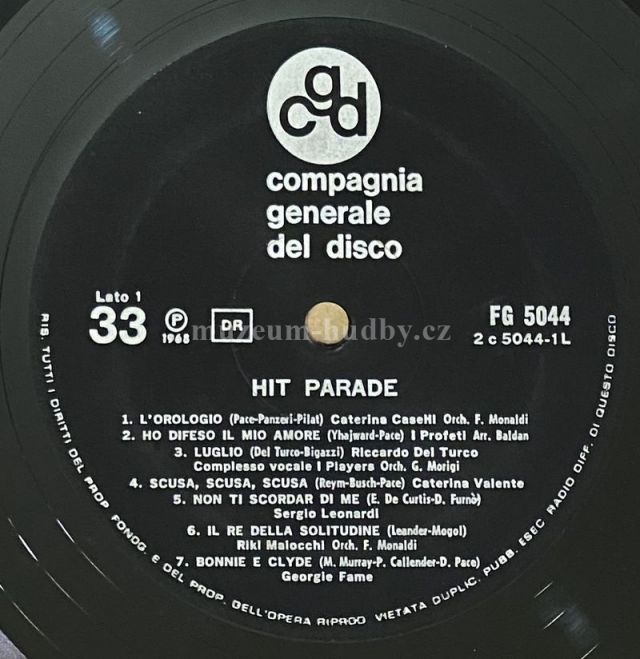 cgd
compagnia
generale
del disco
Lato 1
33
P
1968
DR
FG 5044
2 c 5044-1L
muzeum-hudby.cz
HIT PARADE
1. L'OROLOGIO (Pace-Panzeri-Pilat) Caterina Caselli Orch. F. Monaldi
2. HO DIFESO IL MIO AMORE (Yhajward-Pace) I Profeti Arr. Baldan
3. LUGLIO (Del Turco-Bigazzi) Riccardo Del Turco
Complesso vocale I Players Orch. G. Morigi
4. SCUSA, SCUSA, SCUSA (Reym-Busch-Pace) Caterina Valente
5. NON TI SCORDAR DI ME (E. De Curtis-D. Furnò)
Sergio Leonardi
6. IL RE DELLA SOLITUDINE (Leander-Mogol)
Riki Maiocchi Orch. F. Monaldi
7. BONNIE E CLYDE (M. Murray-P. Callender-D. Pace)
Georgie Fame
RIS. TUTTI I DIRITTI DEL PROP. FONOG. E DEL PROP. DELL'OPERA RIPROD VIETATA DUPLIC. PUBB. ESEC RADIO DIFF. DI QUESTO DISCO